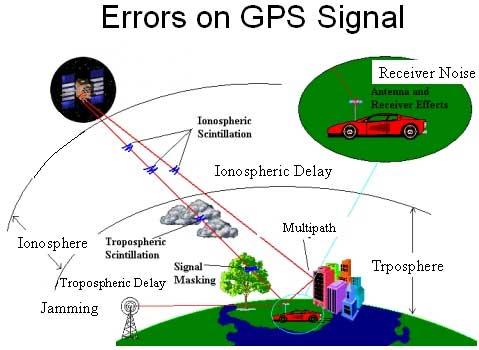 Errors on GPS Signal
Receiver Noise
Antenna and
Receiver Effects
Ionospheric
Scintillation
Ionospheric Delay
Ionosphere
Tropospheric
Scintillation
Multipath
Signal
Masking
Trposphere
Tropospheric Delay
Jamming